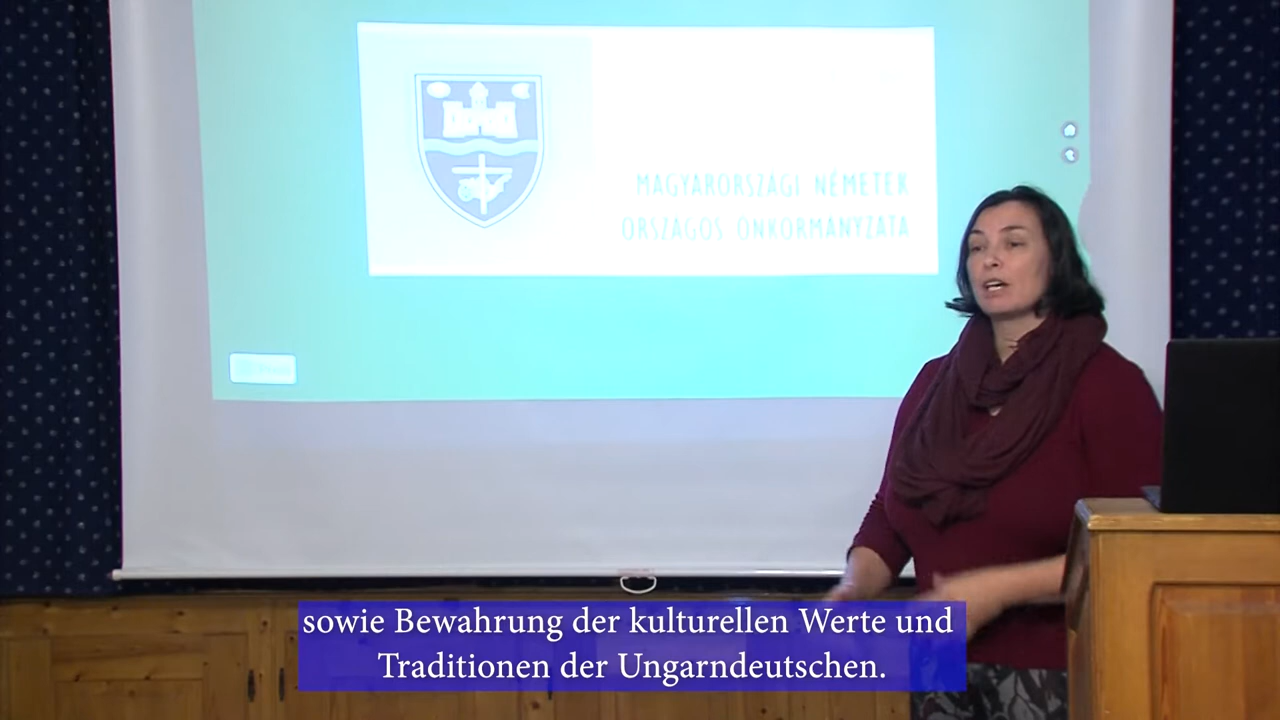 MAGYARORSZÁGI NÉMETEK
ORSZÁGOS ÖNKORMÁNYZATA
sowie Bewahrung der kulturellen Werte und
Traditionen der Ungarndeutschen.